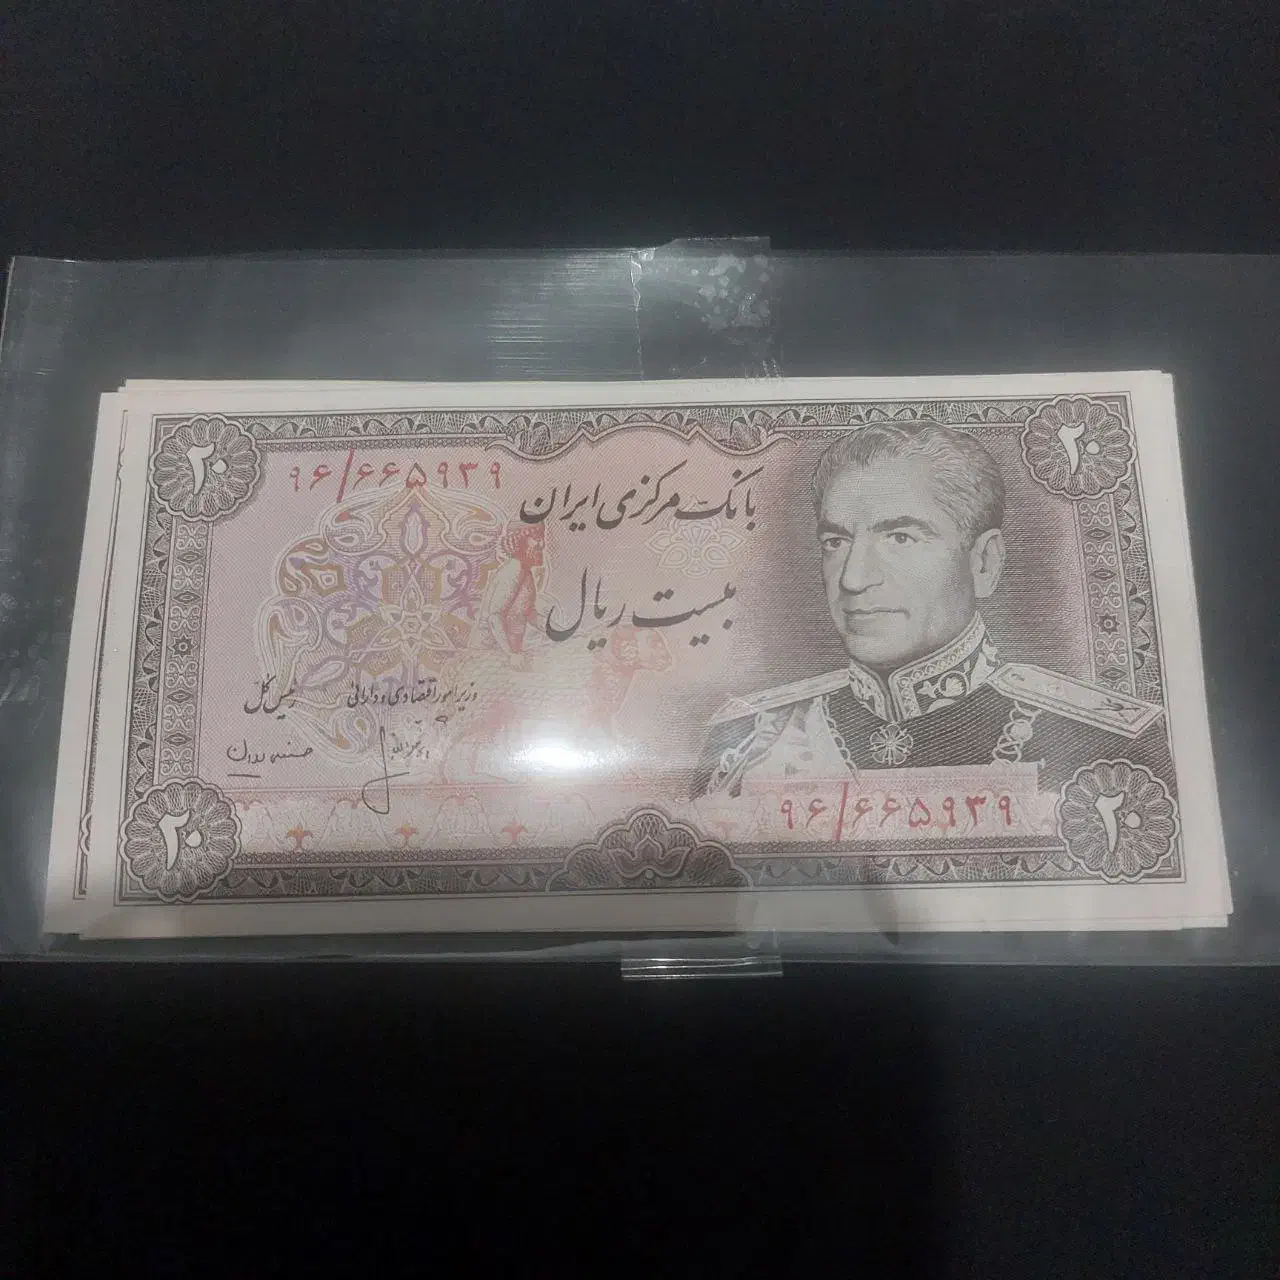 ۲۰
۲۰
۹۶/۶۶۵۹۳۹
بانک مرکزی ایران
بیست ریال
وزیر امور اقتصادی و دارائی
رئیس کل
۹۶/۶۶۵۹۳۹
۲۰
۲۰